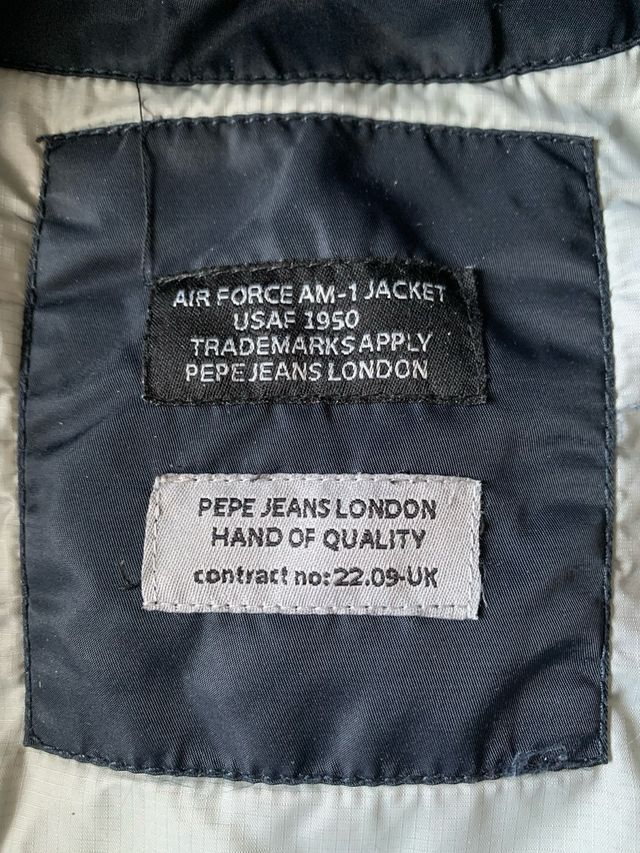 AIR FORCE AM-1 JACKET
USAF 1950
TRADEMARKS APPLY
PEPE JEANS LONDON
PEPE JEANS LONDON
HAND OF QUALITY
contract no: 22.09-UK